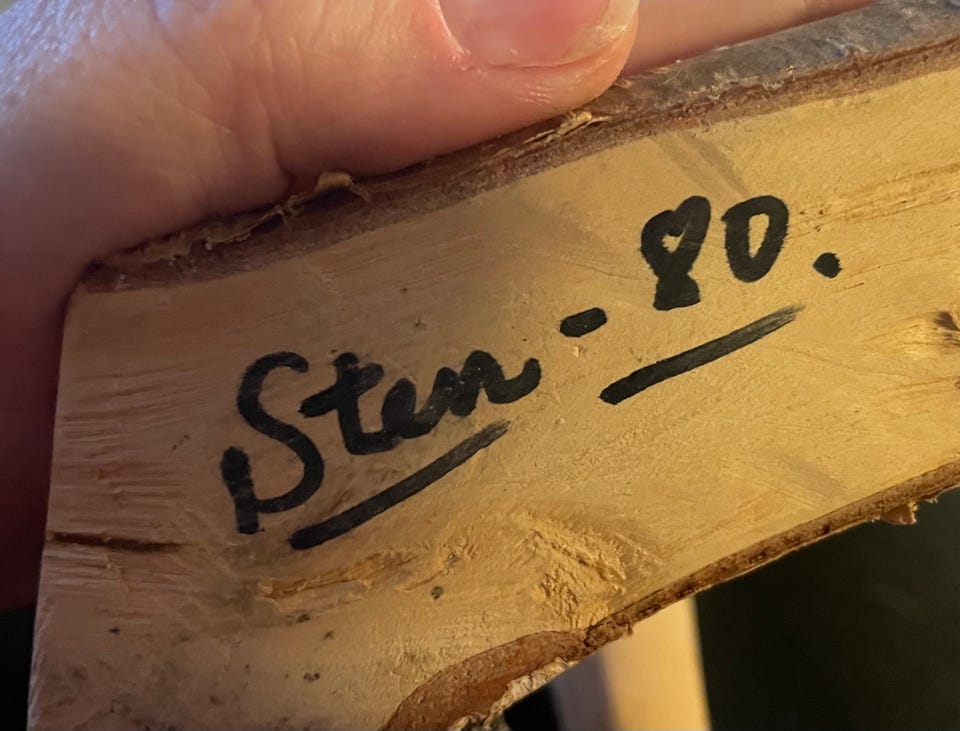 Sten - 80.